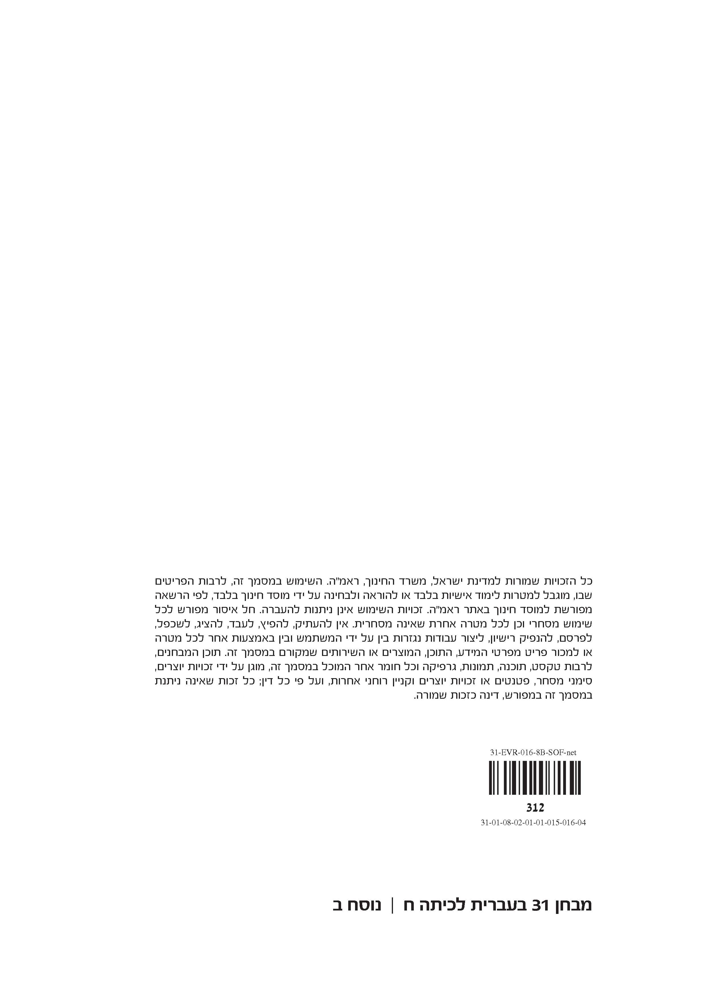 כל הזכויות שמורות למדינת ישראל, משרד החינוך, ראמ"ה. השימוש במסמך זה, לרבות הפריטים
שבו, מוגבל למטרות לימוד אישיות בלבד או להוראה ולבחינה על ידי מוסד חינוך בלבד, לפי הרשאה
מפורשת למוסד חינוך באתר ראמ"ה. זכויות השימוש אינן ניתנות להעברה. חל איסור מפורש לכל
שימוש מסחרי וכן לכל מטרה אחרת שאינה מסחרית. אין להעתיק, להפיץ, לעבד, להציג, לשכפל,
לפרסם, להנפיק רישיון, ליצור עבודות נגזרות בין על ידי המשתמש ובין באמצעות אחר לכל מטרה
או למכור פריט מפרטי המידע, התוכן, המוצרים או השירותים שמקורם במסמך זה. תוכן המבחנים,
לרבות טקסט, תוכנה, תמונות, גרפיקה וכל חומר אחר המוכל במסמך זה, מוגן על ידי זכויות יוצרים,
סימני מסחר, פטנטים או זכויות יוצרים וקניין רוחני אחרות, ועל פי כל דין; כל זכות שאינה ניתנת
במסמך זה במפורש, דינה כזכות שמורה.
31-EVR-016-8B-SOF-net
312
31-01-08-02-01-01-015-016-04
מבחן 31 בעברית לכיתה ח | נוסח ב